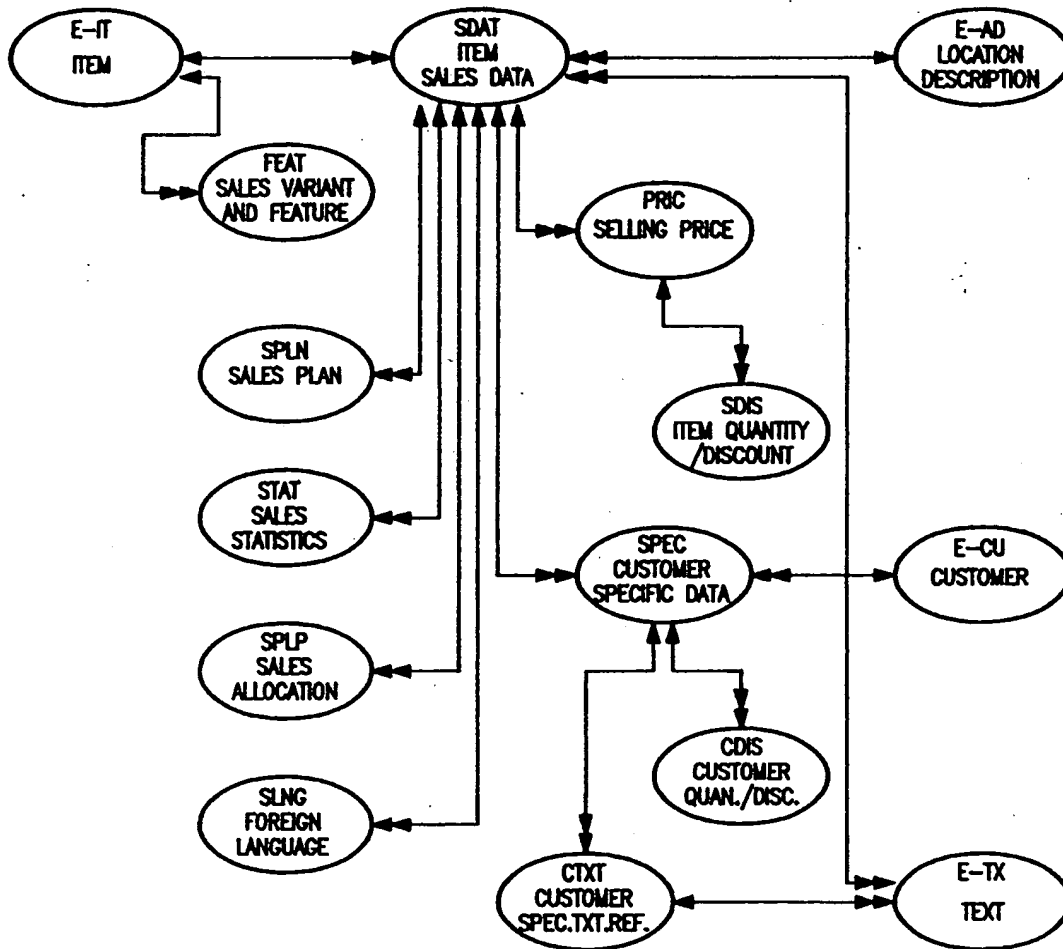 E-IT
ITEM
SDAT
ITEM
SALES DATA
E-AD
LOCATION
DESCRIPTION
FEAT
SALES VARIANT
AND FEATURE
PRIC
SELLING PRICE
SPLN
SALES PLAN
SDIS
ITEM QUANTITY
/DISCOUNT
STAT
SALES
STATISTICS
SPEC
CUSTOMER
SPECIFIC DATA
E-CU
CUSTOMER
SPLP
SALES
ALLOCATION
CDIS
CUSTOMER
QUAN./DISC.
SLNG
FOREIGN
LANGUAGE
CTXT
CUSTOMER
SPEC.TXT.REF.
E-TX
TEXT